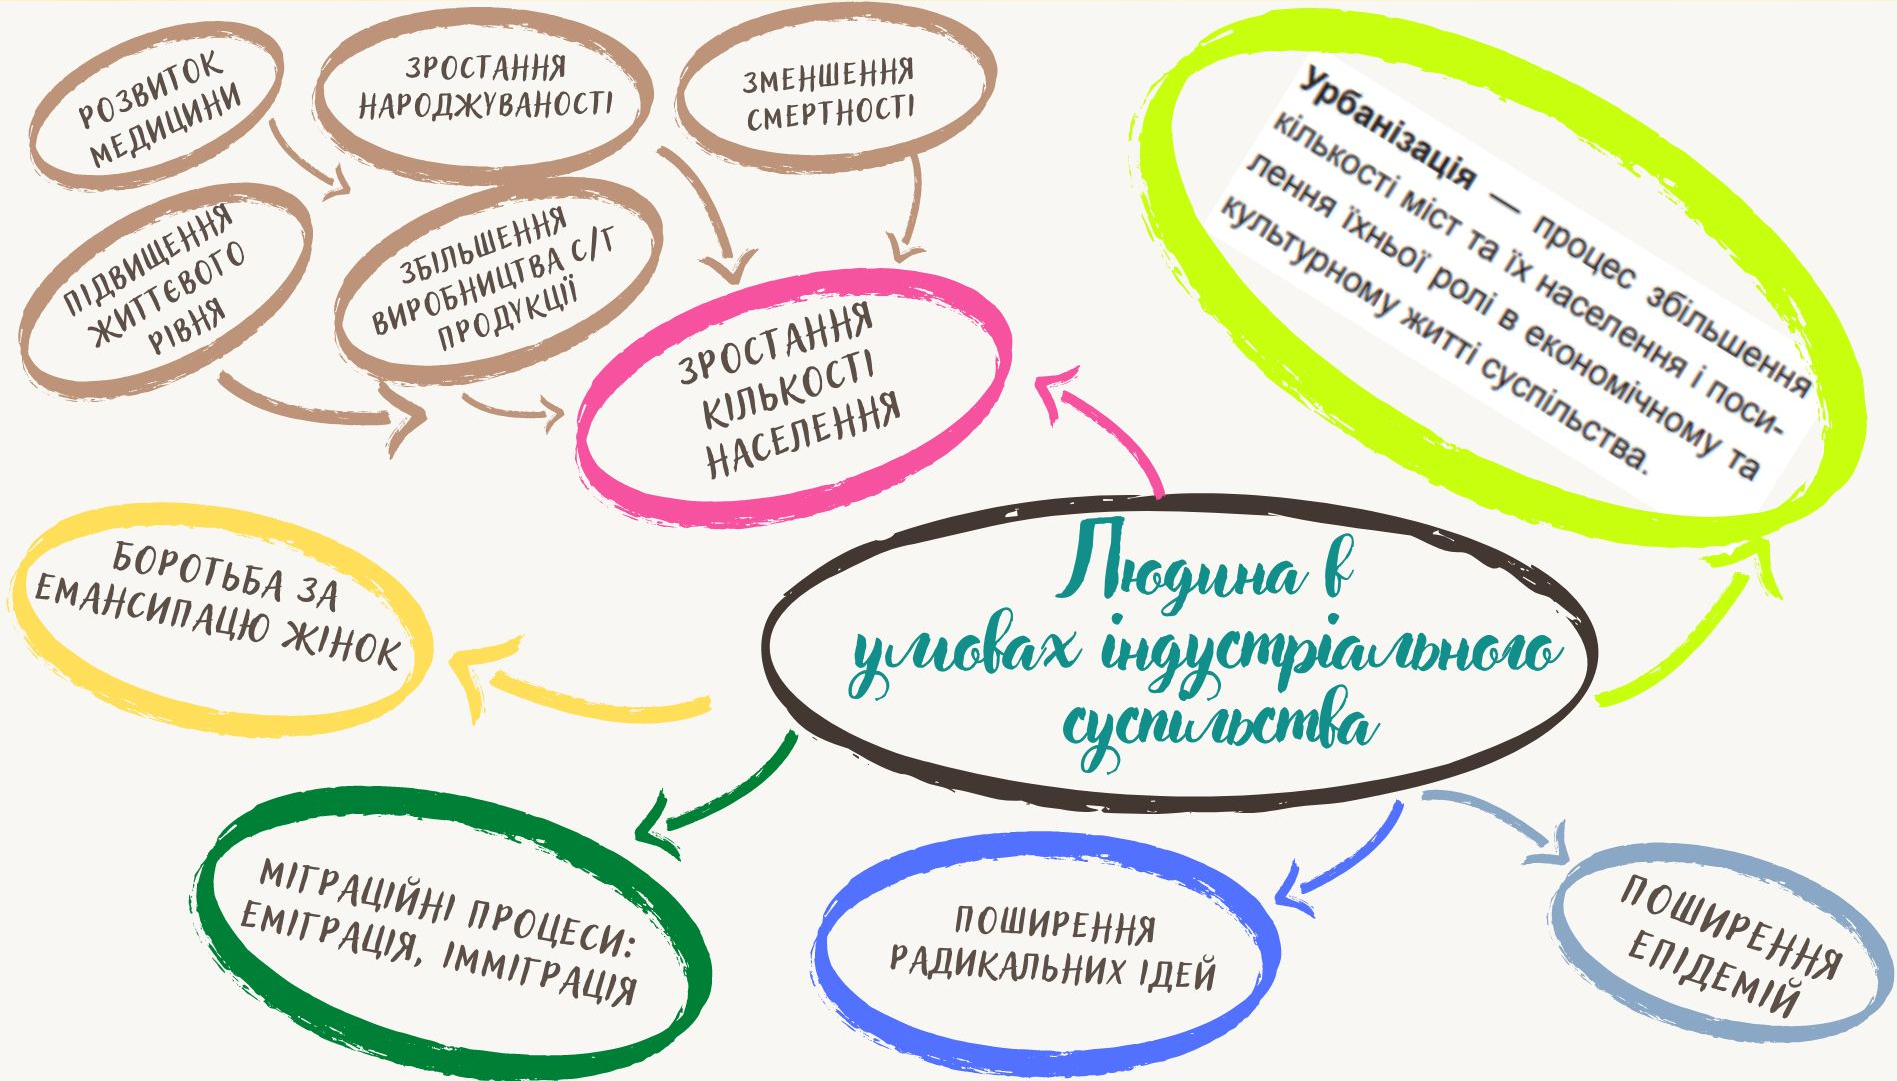 РОЗВИТОК
МЕДИЦИНИ
ЗРОСТАННЯ
НАРОДЖУВАНОСТІ
ЗМЕНШЕННЯ
СМЕРТНОСТІ
ПІДВИЩЕННЯ
ЖИТТЄВОГО
РІВНЯ
ЗБІЛЬШЕННЯ
ВИРОБНИЦТВА С/Г
ПРОДУКЦІЇ
ЗРОСТАННЯ
КІЛЬКОСТІ
НАСЕЛЕННЯ
Урбанізація — процес збільшення
кількості міст та їх населення і поси-
лення їхньої ролі в економічному та
культурному житті суспільства.
БОРОТЬБА ЗА
ЕМАНСИПАЦЮ ЖІНОК
Людина в
умовах індустріального
суспильства
МІГРАЦІЙНІ ПРОЦЕСИ:
ЕМІГРАЦІЯ, ІММІГРАЦІЯ
ПОШИРЕННЯ
РАДИКАЛЬНИХ ІДЕЙ
ПОШИРЕННЯ
ЕПІДЕМІЙ